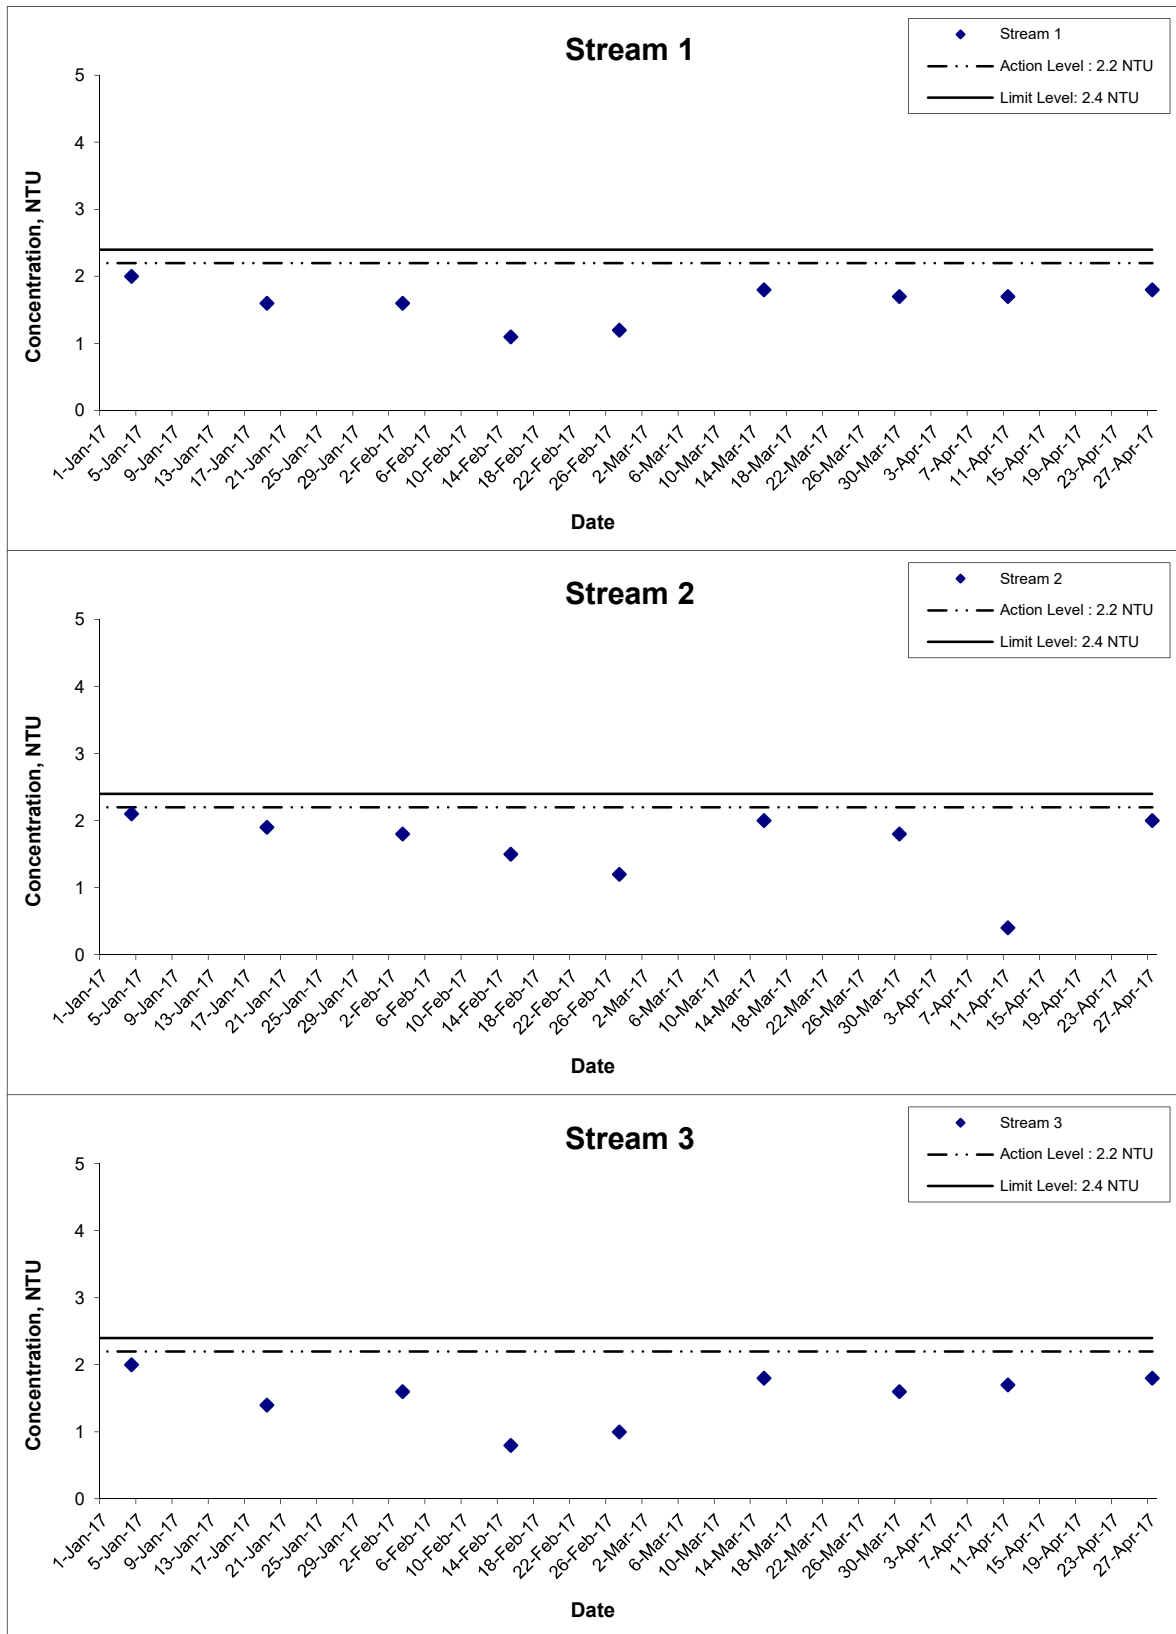 Stream 1
Stream 1
Action Level : 2.2 NTU
Limit Level: 2.4 NTU
Concentration, NTU
5
4
3
2
1
0
1-Jan-17
5-Jan-17
9-Jan-17
13-Jan-17
17-Jan-17
21-Jan-17
25-Jan-17
29-Jan-17
2-Feb-17
6-Feb-17
10-Feb-17
14-Feb-17
18-Feb-17
22-Feb-17
26-Feb-17
2-Mar-17
6-Mar-17
10-Mar-17
14-Mar-17
18-Mar-17
22-Mar-17
26-Mar-17
30-Mar-17
3-Apr-17
7-Apr-17
11-Apr-17
15-Apr-17
19-Apr-17
23-Apr-17
27-Apr-17
Date
Stream 2
Stream 2
Action Level : 2.2 NTU
Limit Level: 2.4 NTU
Concentration, NTU
5
4
3
2
1
0
1-Jan-17
5-Jan-17
9-Jan-17
13-Jan-17
17-Jan-17
21-Jan-17
25-Jan-17
29-Jan-17
2-Feb-17
6-Feb-17
10-Feb-17
14-Feb-17
18-Feb-17
22-Feb-17
26-Feb-17
2-Mar-17
6-Mar-17
10-Mar-17
14-Mar-17
18-Mar-17
22-Mar-17
26-Mar-17
30-Mar-17
3-Apr-17
7-Apr-17
11-Apr-17
15-Apr-17
19-Apr-17
23-Apr-17
27-Apr-17
Date
Stream 3
Stream 3
Action Level : 2.2 NTU
Limit Level: 2.4 NTU
Concentration, NTU
5
4
3
2
1
0
1-Jan-17
5-Jan-17
9-Jan-17
13-Jan-17
17-Jan-17
21-Jan-17
25-Jan-17
29-Jan-17
2-Feb-17
6-Feb-17
10-Feb-17
14-Feb-17
18-Feb-17
22-Feb-17
26-Feb-17
2-Mar-17
6-Mar-17
10-Mar-17
14-Mar-17
18-Mar-17
22-Mar-17
26-Mar-17
30-Mar-17
3-Apr-17
7-Apr-17
11-Apr-17
15-Apr-17
19-Apr-17
23-Apr-17
27-Apr-17
Date